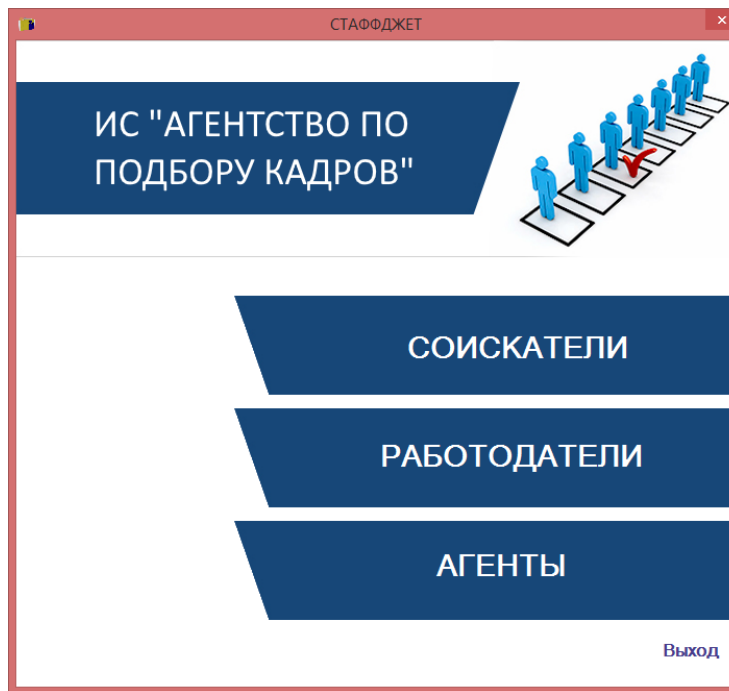 СТАФФДЖЕТ
ИС "АГЕНТСТВО ПО
ПОДБОРУ КАДРОВ"
СОИСКАТЕЛИ
РАБОТОДАТЕЛИ
АГЕНТЫ
Выход